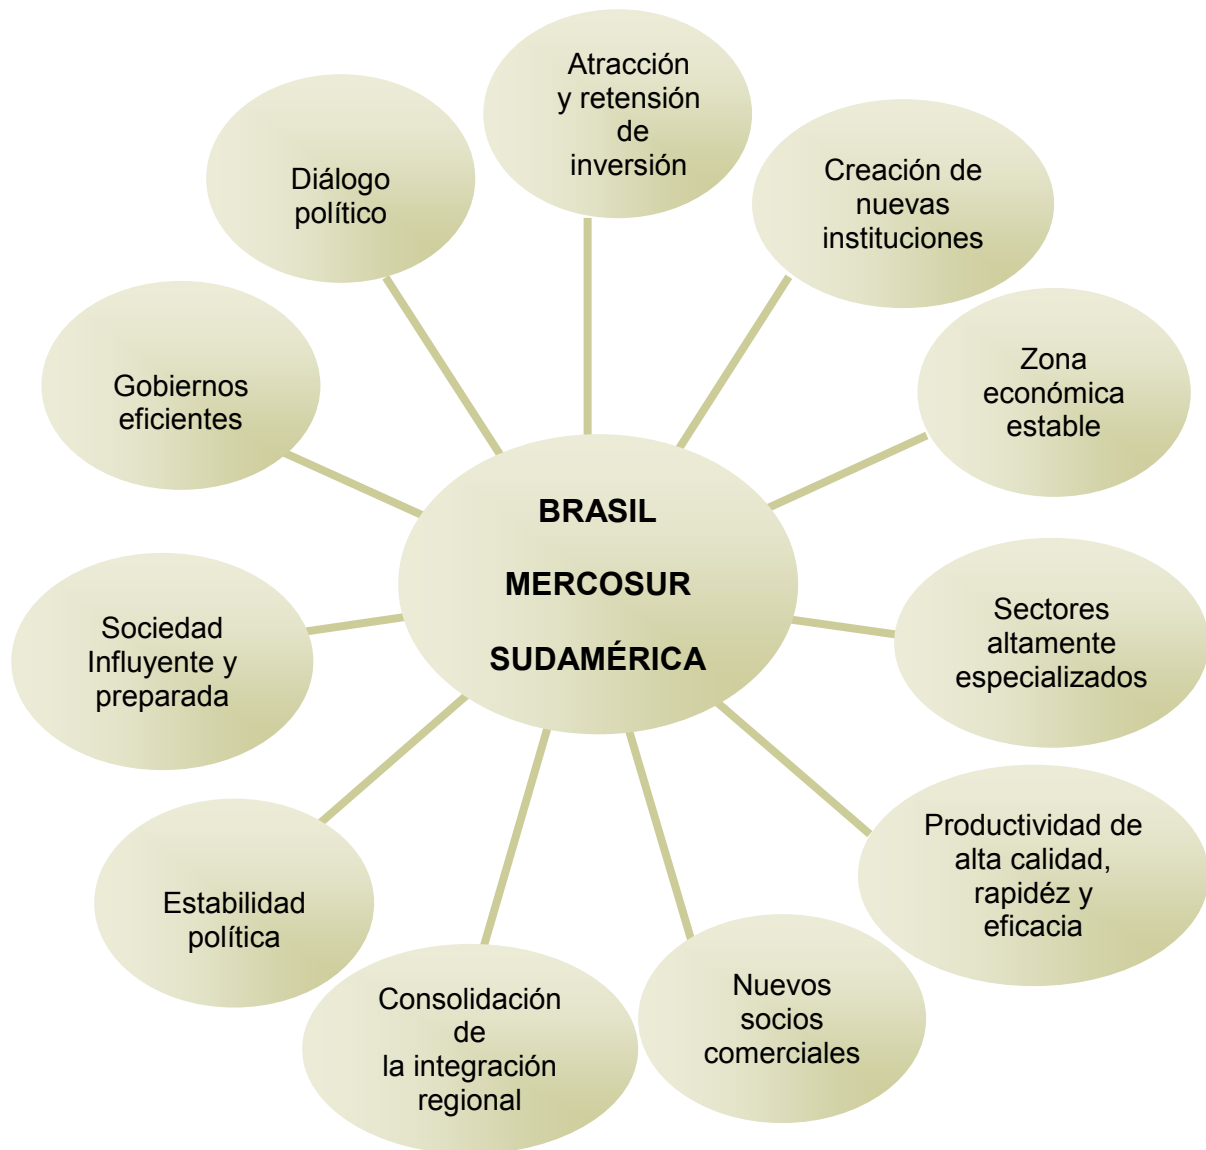 Atracción
y retensión
de
inversión
Creación de
nuevas
instituciones
Zona
económica
estable
Sectores
altamente
especializados
Productividad de
alta calidad,
rapidéz y
eficacia
Nuevos
socios
comerciales
Consolidación
de
la integración
regional
Estabilidad
política
Sociedad
Influyente y
preparada
Gobiernos
eficientes
Diálogo
político
BRASIL
MERCOSUR
SUDAMÉRICA